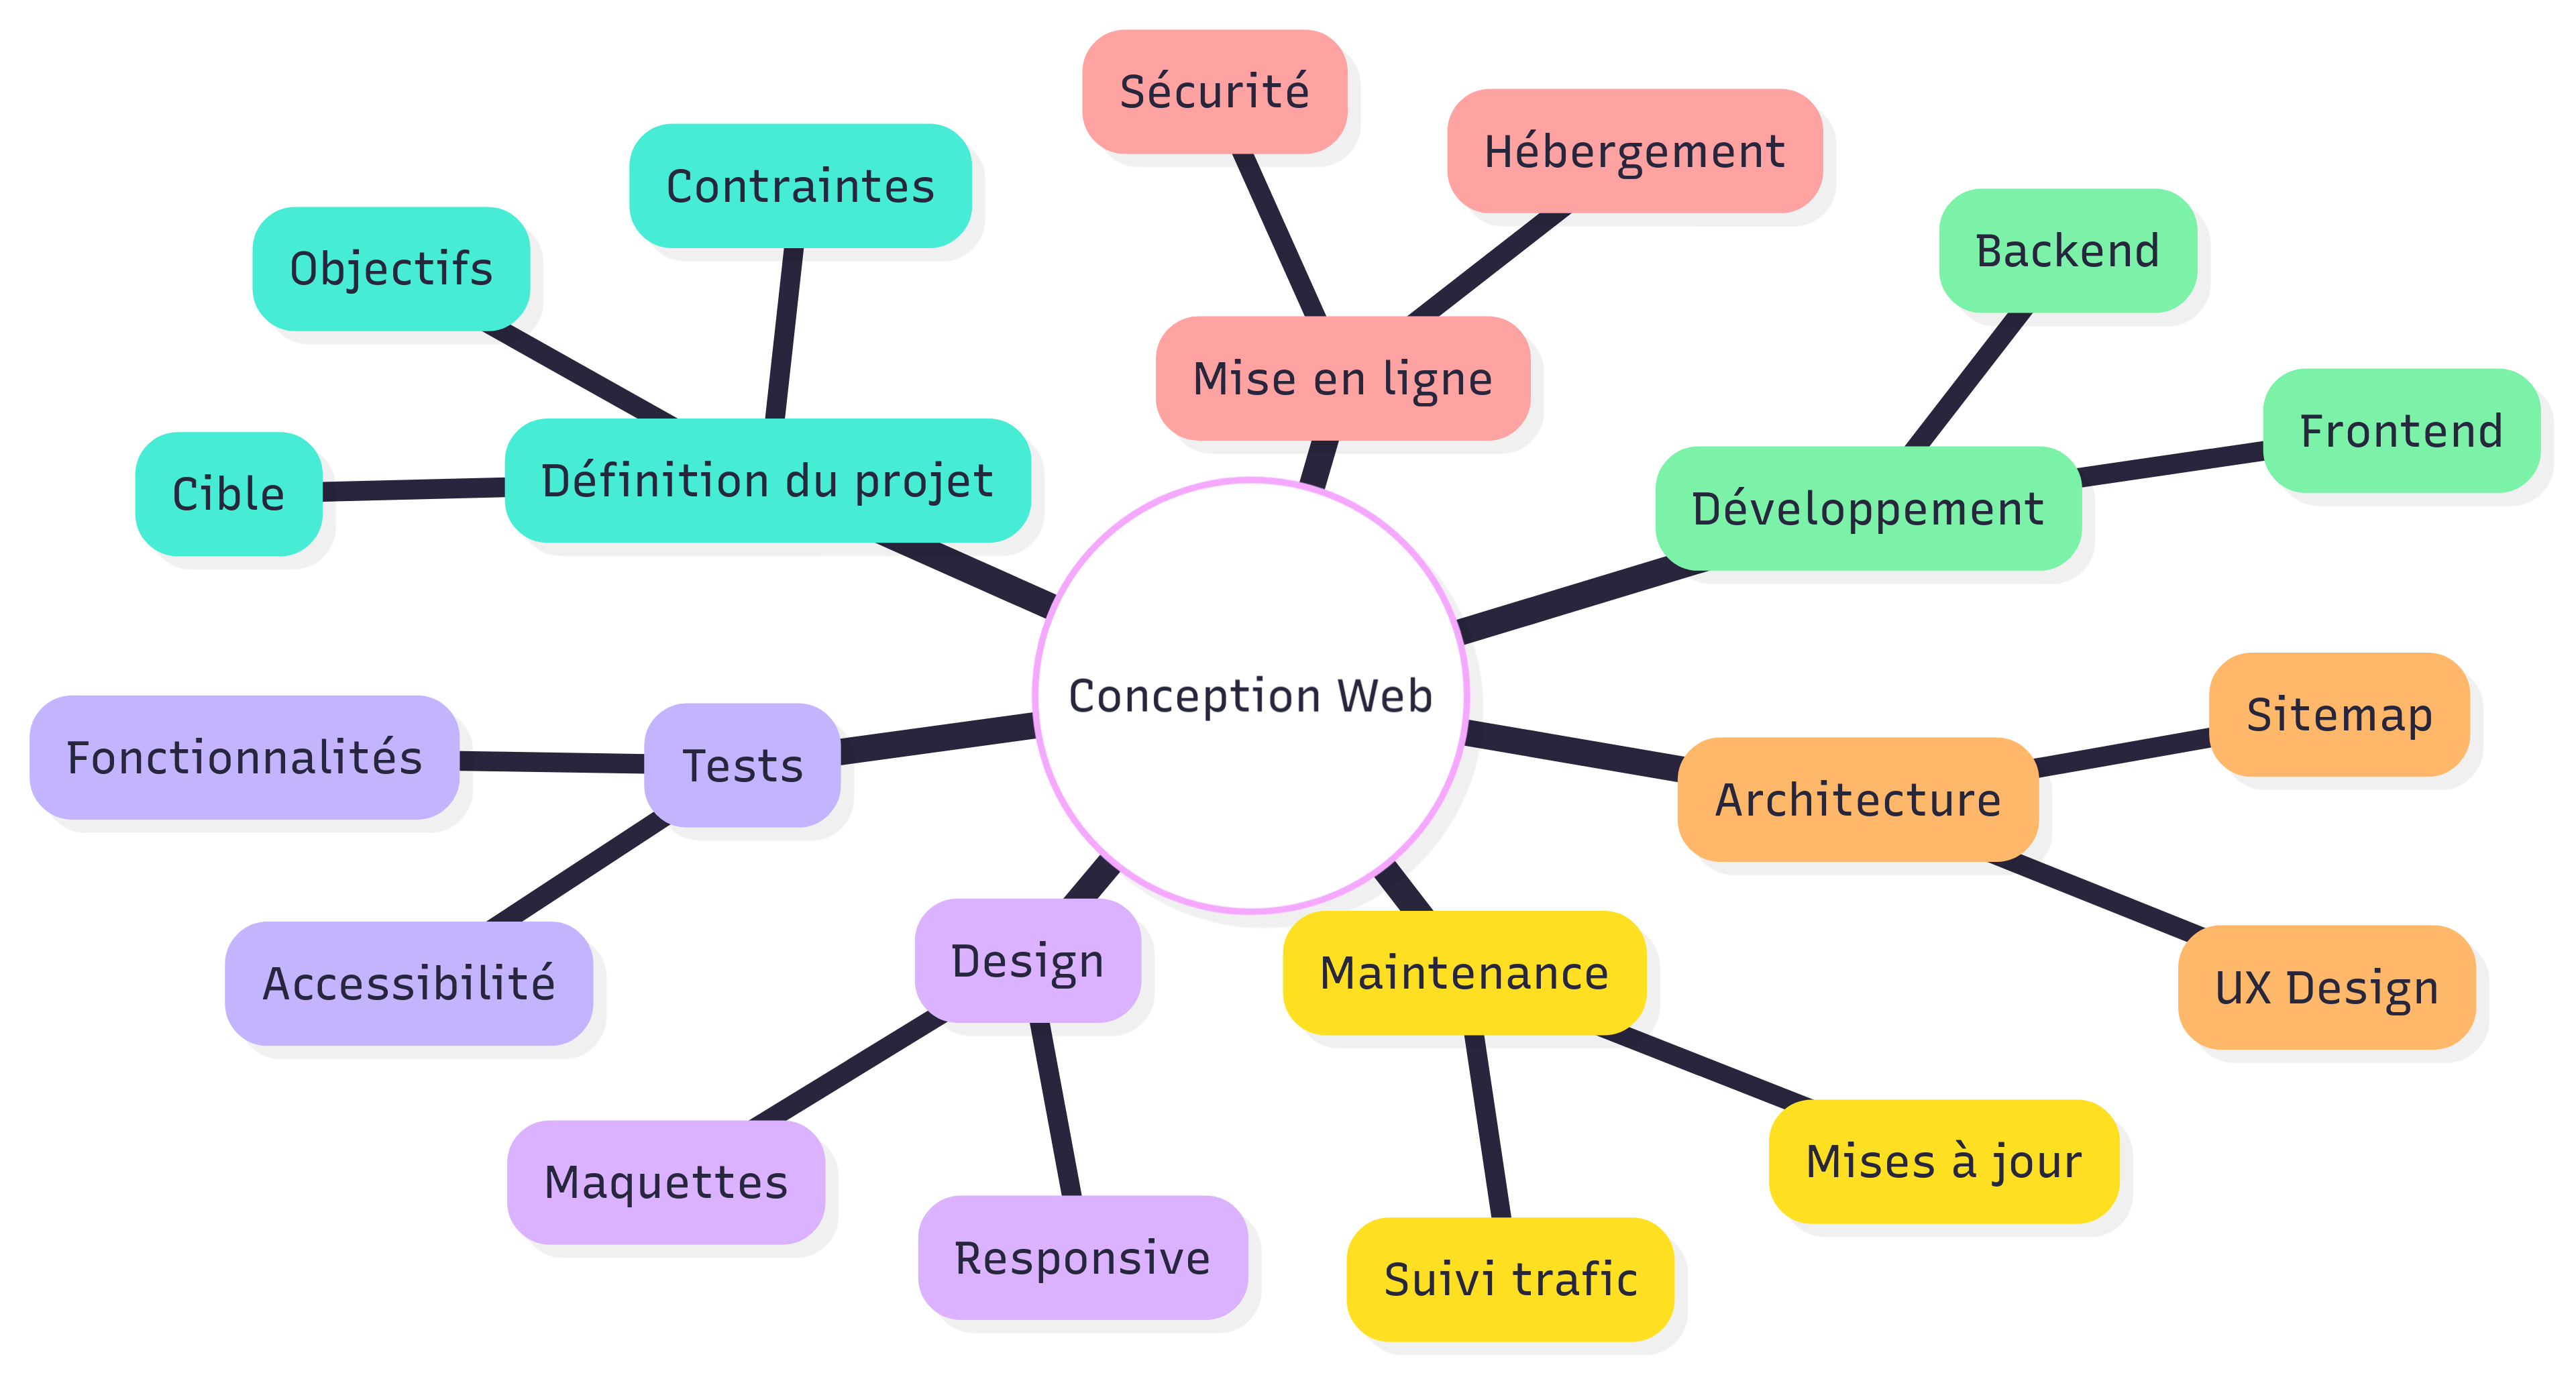 Sécurité
Hébergement
Contraintes
Objectifs
Backend
Mise en ligne
Frontend
Définition du projet
Cible
Développement
Conception Web
Sitemap
Fonctionnalités
Tests
Architecture
Accessibilité
Design
Maintenance
UX Design
Maquettes
Mises à jour
Responsive
Suivi trafic